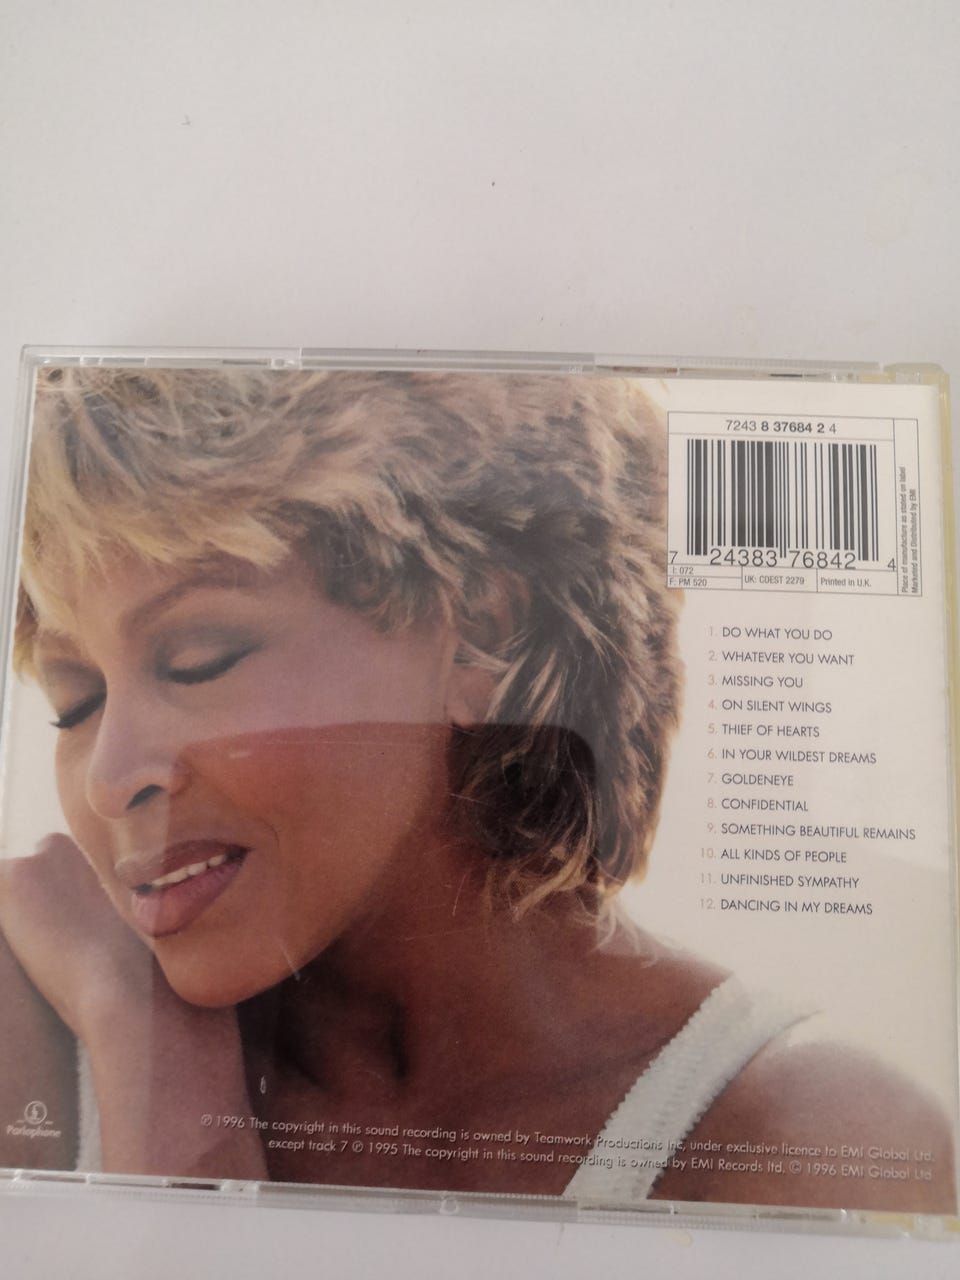 7243 8 37684 2 4
7 24383 76842 4
I: 072
F: PM 520
UK: CDEST 2279
Printed in U.K.
Place of manufacture as stated on label
Marketed and Distributed by EMI
1. DO WHAT YOU DO
2. WHATEVER YOU WANT
3. MISSING YOU
4. ON SILENT WINGS
5. THIEF OF HEARTS
6. IN YOUR WILDEST DREAMS
7. GOLDENEYE
8. CONFIDENTIAL
9. SOMETHING BEAUTIFUL REMAINS
10. ALL KINDS OF PEOPLE
11. UNFINISHED SYMPATHY
12. DANCING IN MY DREAMS
£
Parlophone
℗ 1996 The copyright in this sound recording is owned by Teamwork Productions Inc, under exclusive licence to EMI Global Ltd.
except track 7 ℗ 1995 The copyright in this sound recording is owned by EMI Records ltd. © 1996 EMI Global Ltd